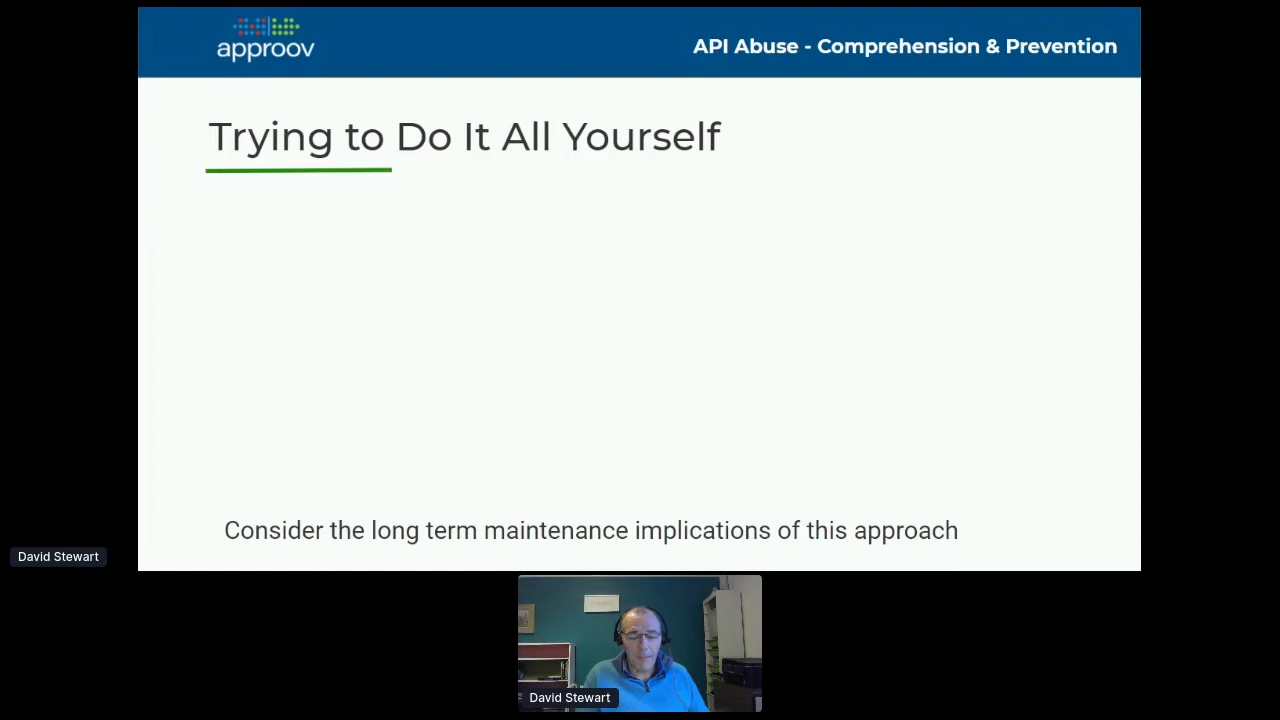 approov
API Abuse - Comprehension & Prevention
Trying to Do It All Yourself
Consider the long term maintenance implications of this approach
David Stewart
David Stewart